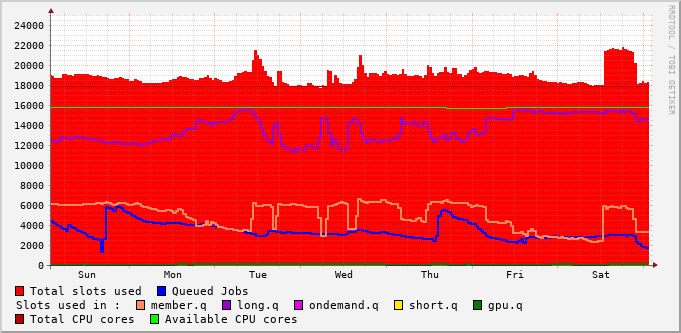 RRDTOOL / TOBI OETIKER
24000
22000
20000
18000
16000
14000
12000
10000
8000
6000
4000
2000
0
Sun Mon Tue Wed Thu Fri Sat
Total slots used Queued Jobs
Slots used in : member.q long.q ondemand.q short.q gpu.q
Total CPU cores Available CPU cores